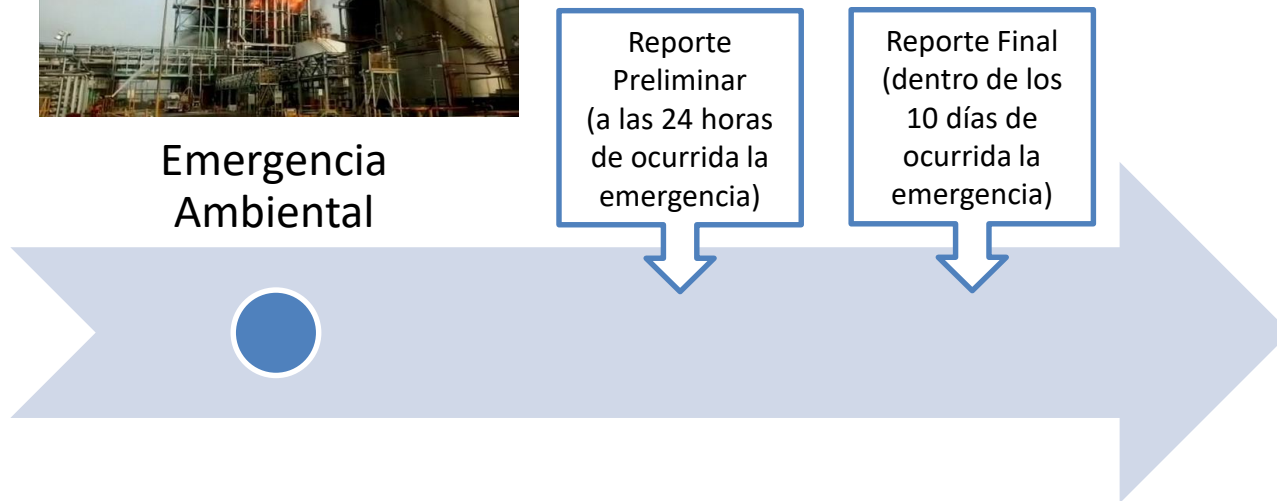 Emergencia
Ambiental
Reporte
Preliminar
(a las 24 horas
de ocurrida la
emergencia)
Reporte Final
(dentro de los
10 días de
ocurrida la
emergencia)